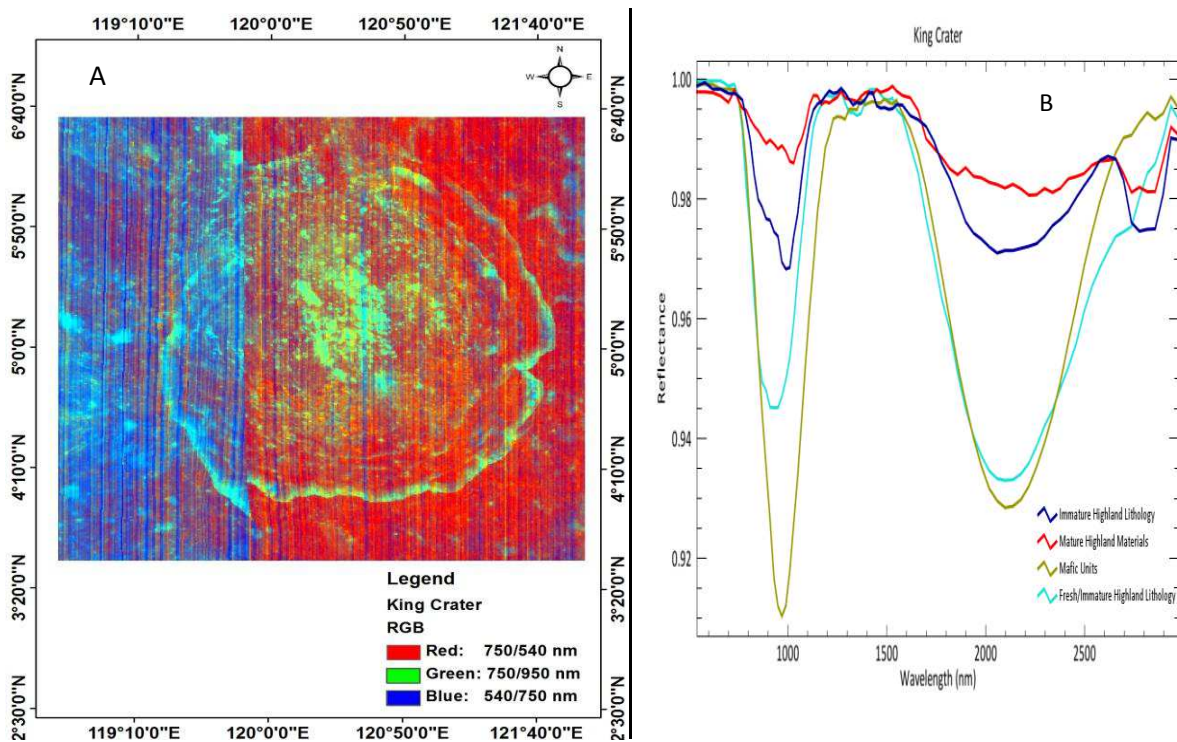 119°10'0"E 120°0'0"E 120°50'0"E 121°40'0"E
A
N
W E
S
6°40'0"N 6°40'0"N
5°50'0"N 5°50'0"N
5°0'0"N 5°0'0"N
4°10'0"N 4°10'0"N
3°20'0"N 3°20'0"N
2°30'0"N 2°30'0"N
Legend
King Crater
RGB
Red: 750/540 nm
Green: 750/950 nm
Blue: 540/750 nm
119°10'0"E 120°0'0"E 120°50'0"E 121°40'0"E
King Crater
B
1.00
0.98
0.96
0.94
0.92
Reflectance
Immature Highland Lithology
Mature Highland Materials
Mafic Units
Fresh/Immature Highland Lithology
1000 1500 2000 2500
Wavelength (nm)